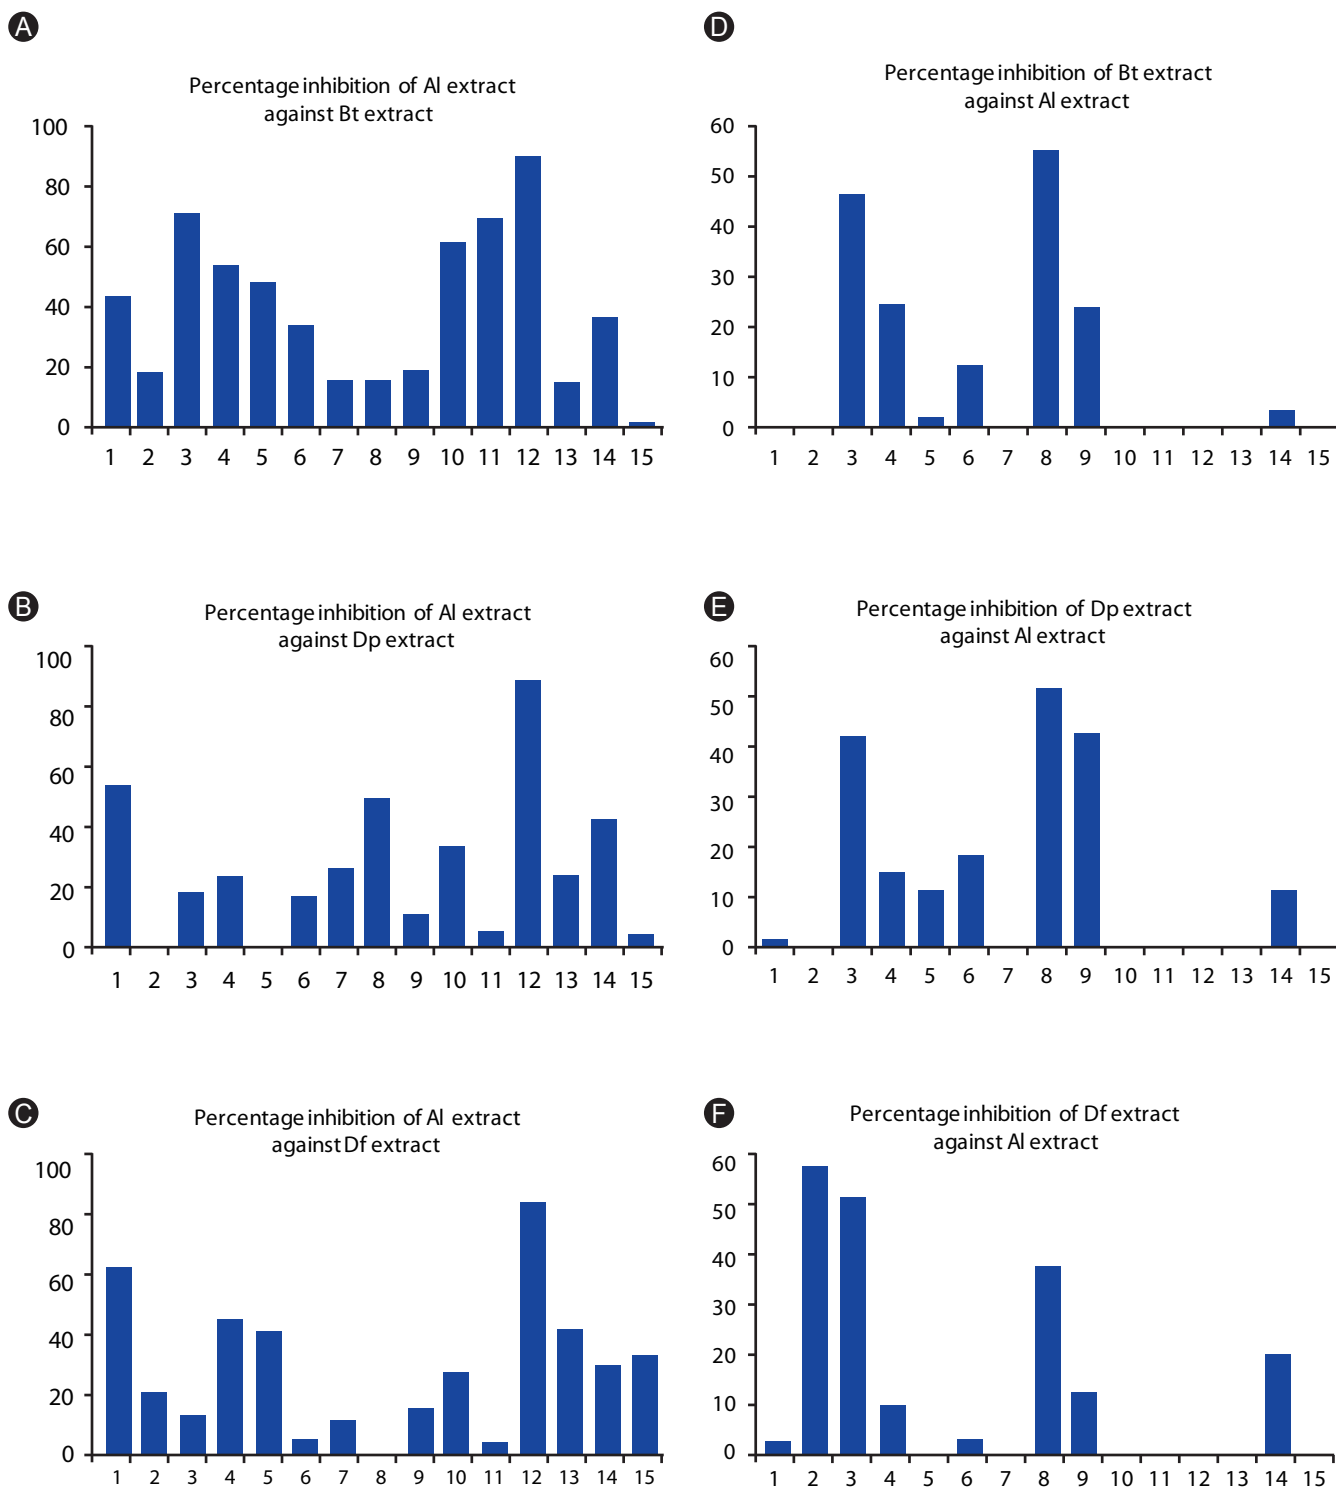 A
Percentage inhibition of Al extract
against Bt extract
100
80
60
40
20
0
1 2 3 4 5 6 7 8 9 10 11 12 13 14 15
D
Percentage inhibition of Bt extract
against Al extract
60
50
40
30
20
10
0
1 2 3 4 5 6 7 8 9 10 11 12 13 14 15
B
Percentage inhibition of Al extract
against Dp extract
100
80
60
40
20
0
1 2 3 4 5 6 7 8 9 10 11 12 13 14 15
E
Percentage inhibition of Dp extract
against Al extract
60
50
40
30
20
10
0
1 2 3 4 5 6 7 8 9 10 11 12 13 14 15
C
Percentage inhibition of Al extract
against Df extract
100
80
60
40
20
0
1 2 3 4 5 6 7 8 9 10 11 12 13 14 15
F
Percentage inhibition of Df extract
against Al extract
60
50
40
30
20
10
0
1 2 3 4 5 6 7 8 9 10 11 12 13 14 15